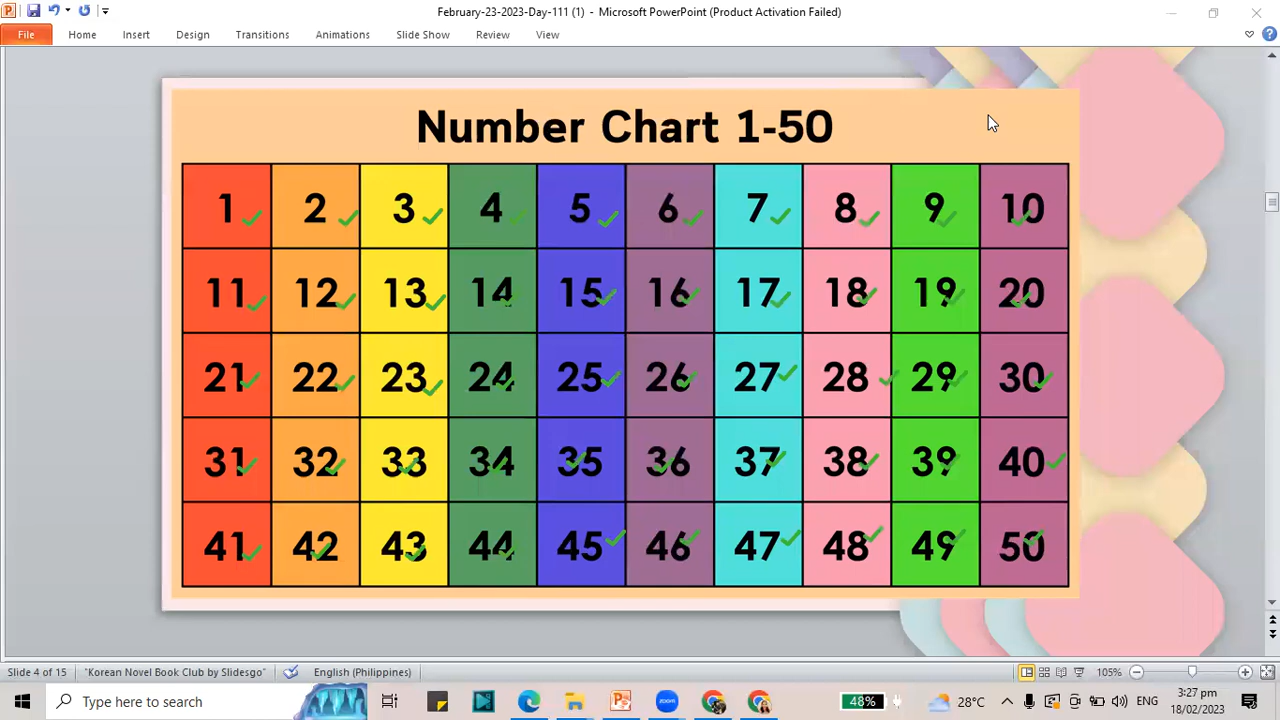 February-23-2023-Day-111 (1) - Microsoft PowerPoint (Product Activation Failed)
File Home Insert Design Transitions Animations Slide Show Review View
Number Chart 1-50
1 2 3 4 5 6 7 8 9 10
11 12 13 14 15 16 17 18 19 20
21 22 23 24 25 26 27 28 29 30
31 32 33 34 35 36 37 38 39 40
41 42 43 44 45 46 47 48 49 50
Slide 4 of 15 "Korean Novel Book Club by Slidesgo" English (Philippines) 105%
Type here to search zoom 48% 28°C ENG 3:27 pm
18/02/2023